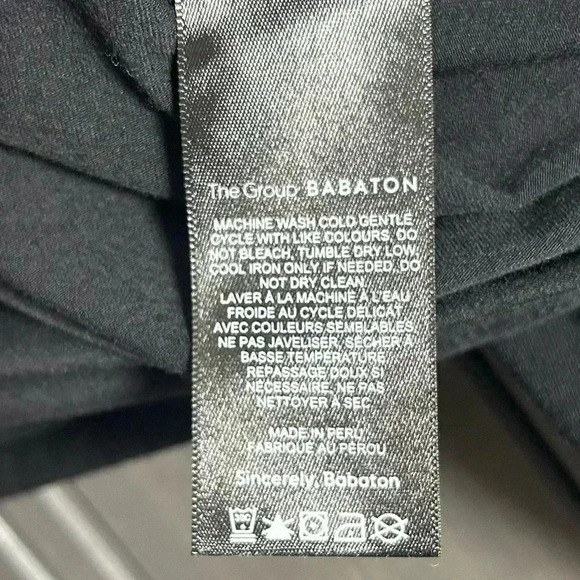 The Group BABATON
MACHINE WASH COLD GENTLE
CYCLE WITH LIKE COLOURS. DO
NOT BLEACH, TUMBLE DRY LOW,
COOL IRON ONLY IF NEEDED. DO
NOT DRY CLEAN.
LAVER À LA MACHINE À L'EAU
FROIDE AU CYCLE DÉLICAT
AVEC COULEURS SEMBLABLES.
NE PAS JAVELISER, SÉCHER À
BASSE TEMPÉRATURE
REPASSAGE DOUX SI
NÉCESSAIRE. NE PAS
NETTOYER À SEC.
MADE IN PERU
FABRIQUÉ AU PÉROU
Sincerely, Babaton